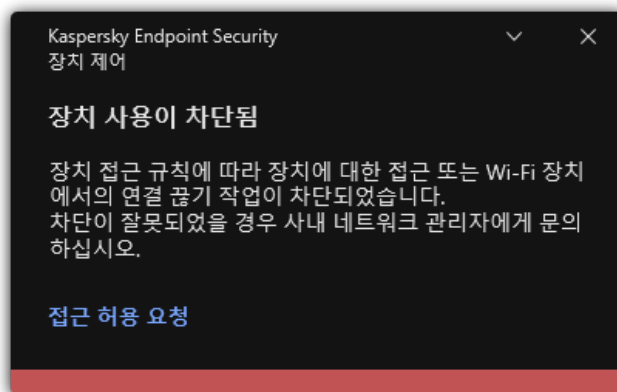 Kaspersky Endpoint Security
장치 제어
장치 사용이 차단됨
장치 접근 규칙에 따라 장치에 대한 접근 또는 Wi-Fi 장치
에서의 연결 끊기 작업이 차단되었습니다.
차단이 잘못되었을 경우 사내 네트워크 관리자에게 문의
하십시오.
접근 허용 요청